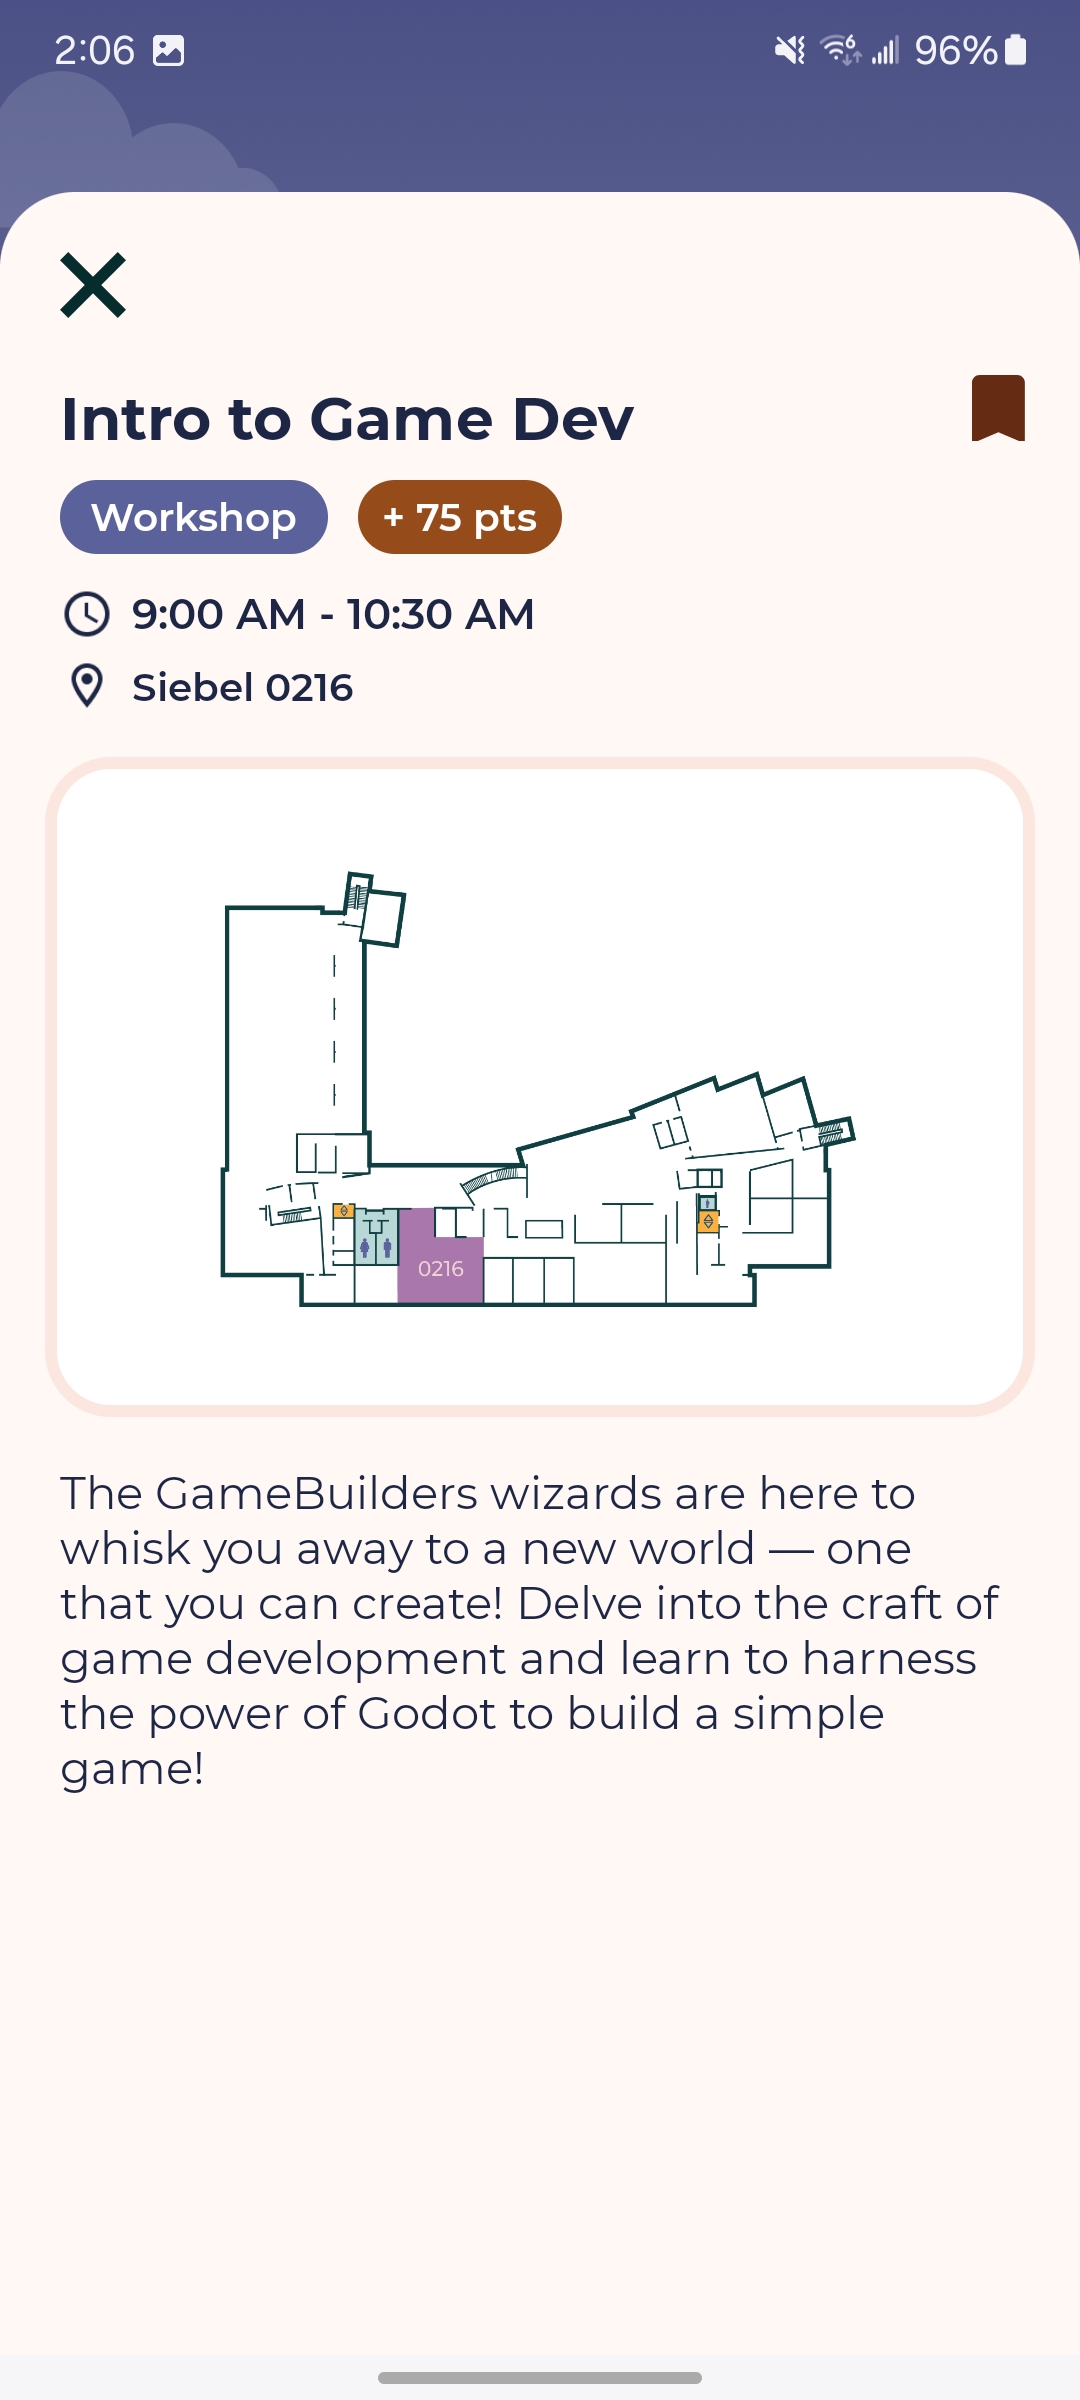 2:06
6
96%
Intro to Game Dev
Workshop
+ 75 pts
9:00 AM - 10:30 AM
Siebel 0216
0216
The GameBuilders wizards are here to
whisk you away to a new world — one
that you can create! Delve into the craft of
game development and learn to harness
the power of Godot to build a simple
game!